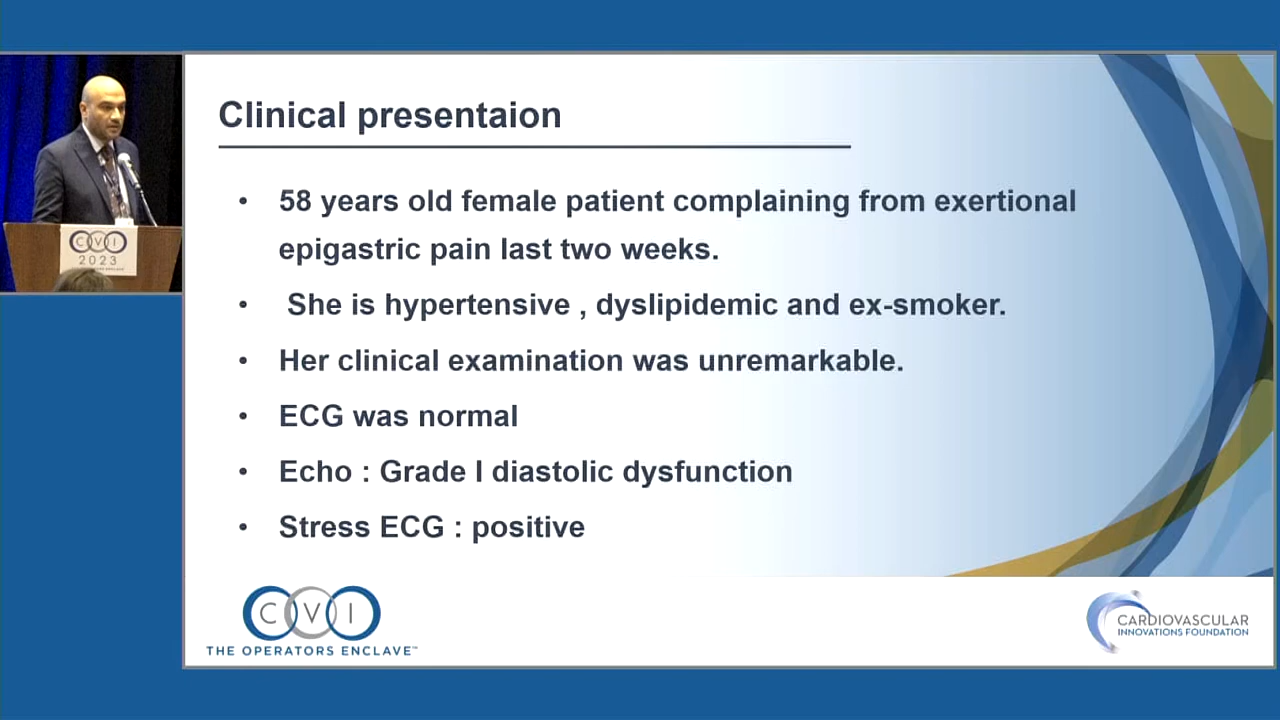 Clinical presentaion
• 58 years old female patient complaining from exertional
epigastric pain last two weeks.
• She is hypertensive , dyslipidemic and ex-smoker.
• Her clinical examination was unremarkable.
• ECG was normal
• Echo : Grade I diastolic dysfunction
• Stress ECG : positive
CVI
2023
CVI
THE OPERATORS ENCLAVE™
CARDIOVASCULAR
INNOVATIONS FOUNDATION